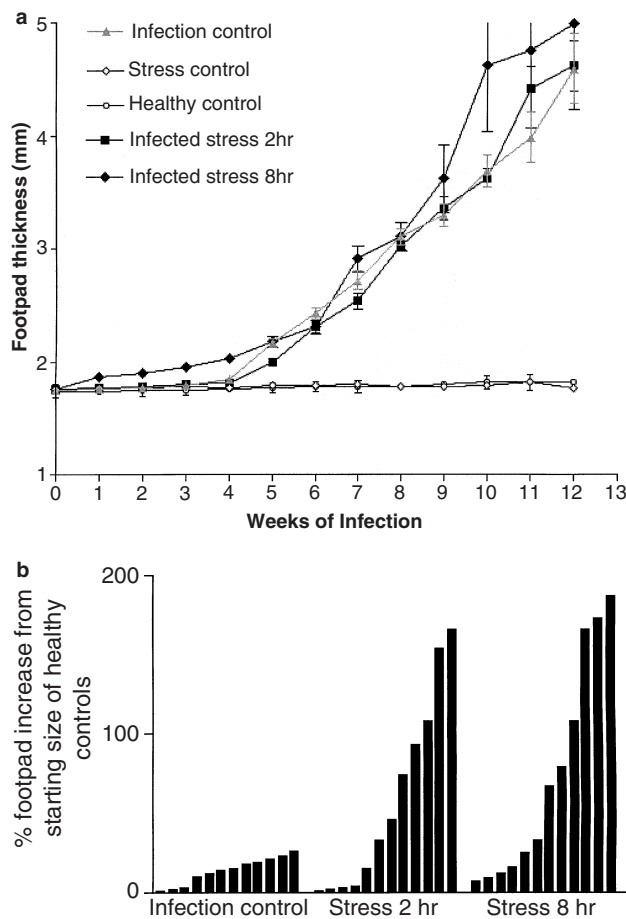 a
5
4
3
2
1
Footpad thickness (mm)
Infection control
Stress control
Healthy control
Infected stress 2hr
Infected stress 8hr
0 1 2 3 4 5 6 7 8 9 10 11 12 13
Weeks of Infection
b
200
100
0
% footpad increase from
starting size of healthy
controls
Infection control Stress 2 hr Stress 8 hr